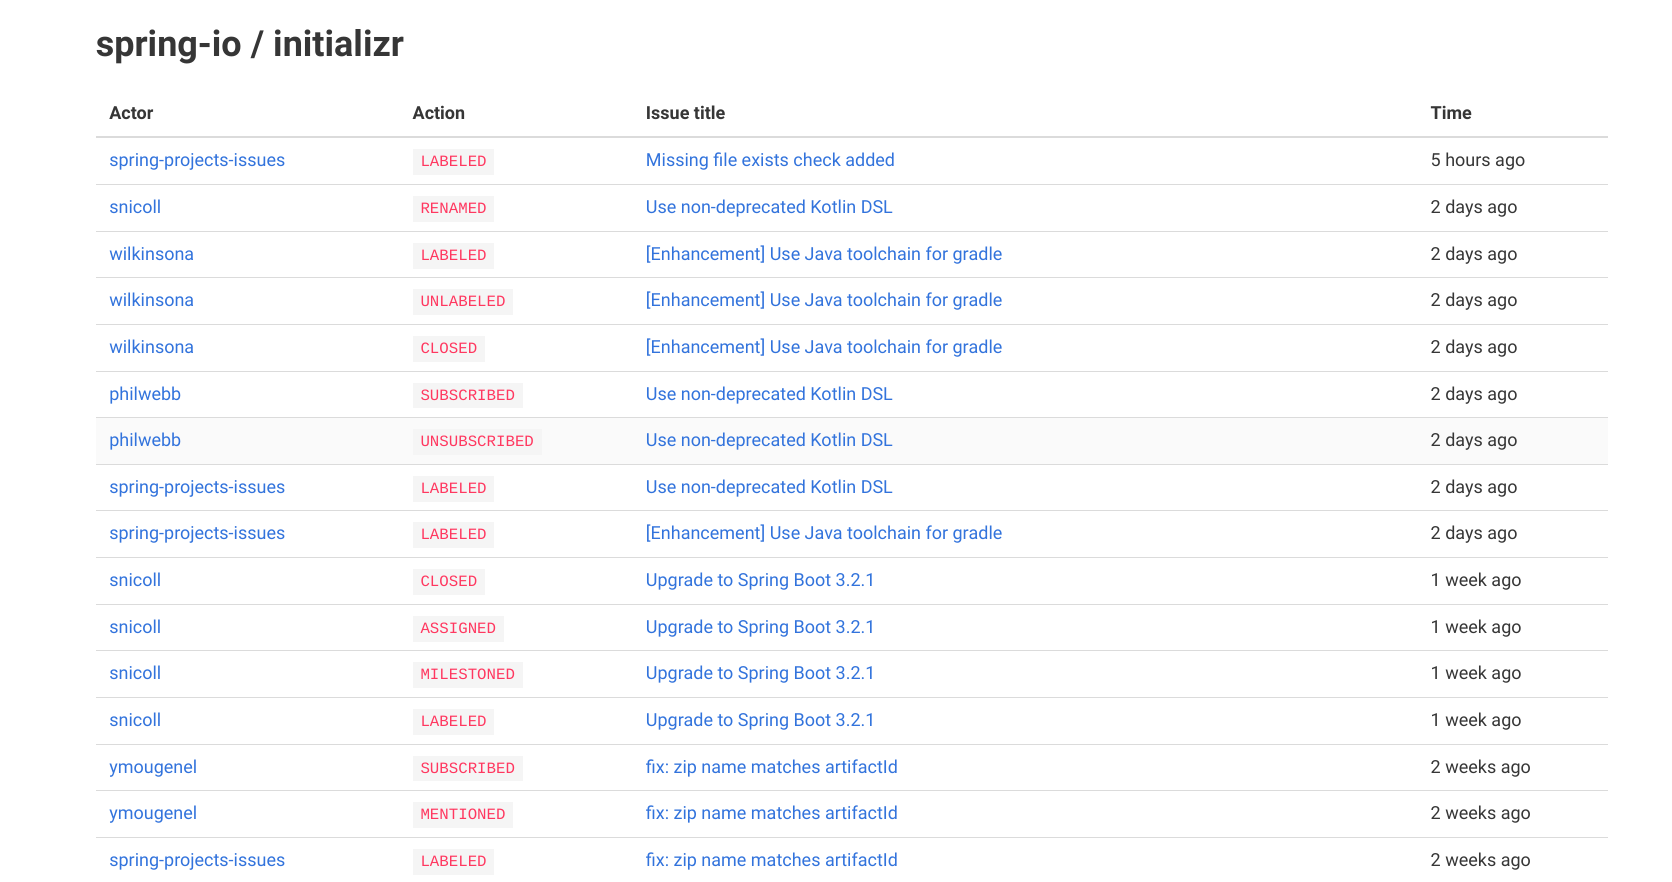 spring-io / initializr
Actor Action Issue title Time
spring-projects-issues LABELED Missing file exists check added 5 hours ago
snicoll RENAMED Use non-deprecated Kotlin DSL 2 days ago
wilkinsona LABELED [Enhancement] Use Java toolchain for gradle 2 days ago
wilkinsona UNLABELED [Enhancement] Use Java toolchain for gradle 2 days ago
wilkinsona CLOSED [Enhancement] Use Java toolchain for gradle 2 days ago
philwebb SUBSCRIBED Use non-deprecated Kotlin DSL 2 days ago
philwebb UNSUBSCRIBED Use non-deprecated Kotlin DSL 2 days ago
spring-projects-issues LABELED Use non-deprecated Kotlin DSL 2 days ago
spring-projects-issues LABELED [Enhancement] Use Java toolchain for gradle 2 days ago
snicoll CLOSED Upgrade to Spring Boot 3.2.1 1 week ago
snicoll ASSIGNED Upgrade to Spring Boot 3.2.1 1 week ago
snicoll MILESTONED Upgrade to Spring Boot 3.2.1 1 week ago
snicoll LABELED Upgrade to Spring Boot 3.2.1 1 week ago
ymougenel SUBSCRIBED fix: zip name matches artifactId 2 weeks ago
ymougenel MENTIONED fix: zip name matches artifactId 2 weeks ago
spring-projects-issues LABELED fix: zip name matches artifactId 2 weeks ago